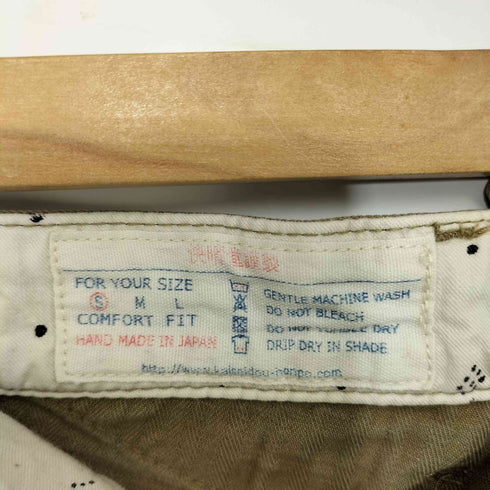 FOR YOUR SIZE
S M L
COMFORT FIT
HAND MADE IN JAPAN
GENTLE MACHINE WASH
DO NOT BLEACH
DO NOT TUMBLE DRY
DRIP DRY IN SHADE